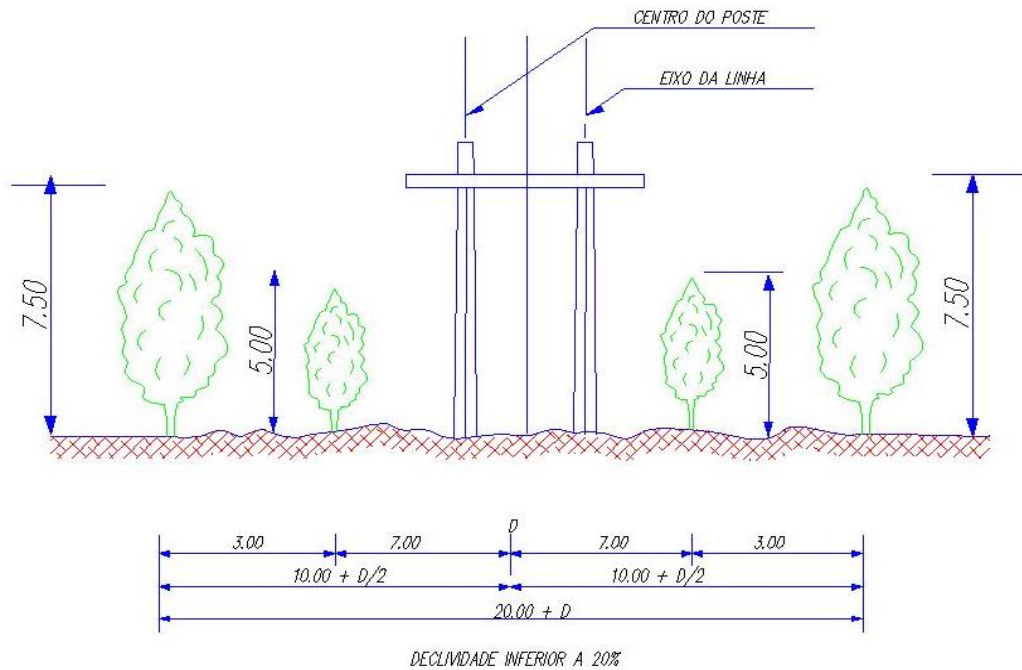 CENTRO DO POSTE
EIXO DA LINHA
7.50
5.00
5.00
7.50
D
3.00 7.00 7.00 3.00
10.00 + D/2 10.00 + D/2
20.00 + D
DECLIVIDADE INFERIOR A 20%